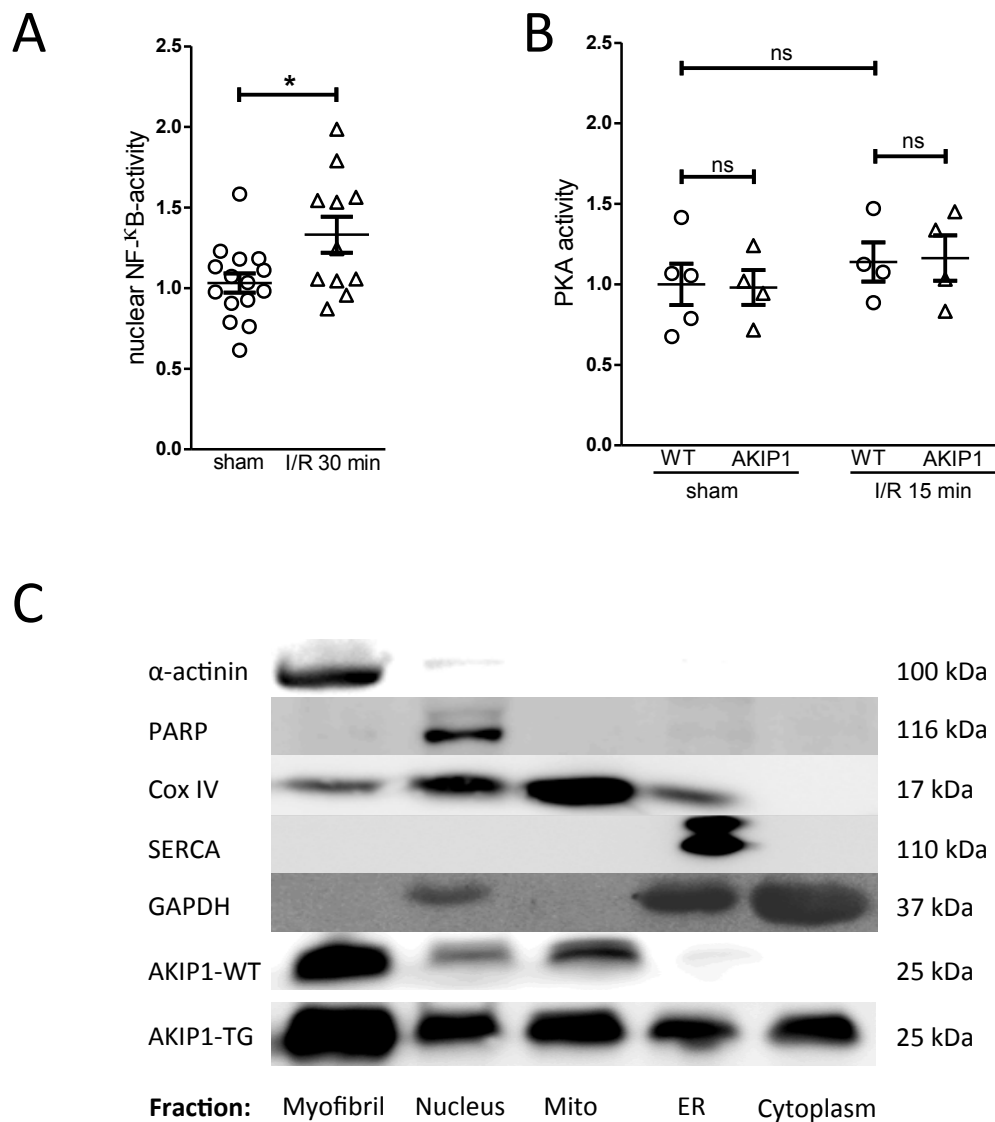 A
nuclear NF-κB-activity
2.5
2.0
1.5
1.0
0.5
0.0
*
sham I/R 30 min
B
PKA activity
2.5
2.0
1.5
1.0
0.5
0.0
ns
ns
ns
WT AKIP1 WT AKIP1
sham I/R 15 min
C
α-actinin 100 kDa
PARP 116 kDa
Cox IV 17 kDa
SERCA 110 kDa
GAPDH 37 kDa
AKIP1-WT 25 kDa
AKIP1-TG 25 kDa
Fraction: Myofibril Nucleus Mito ER Cytoplasm